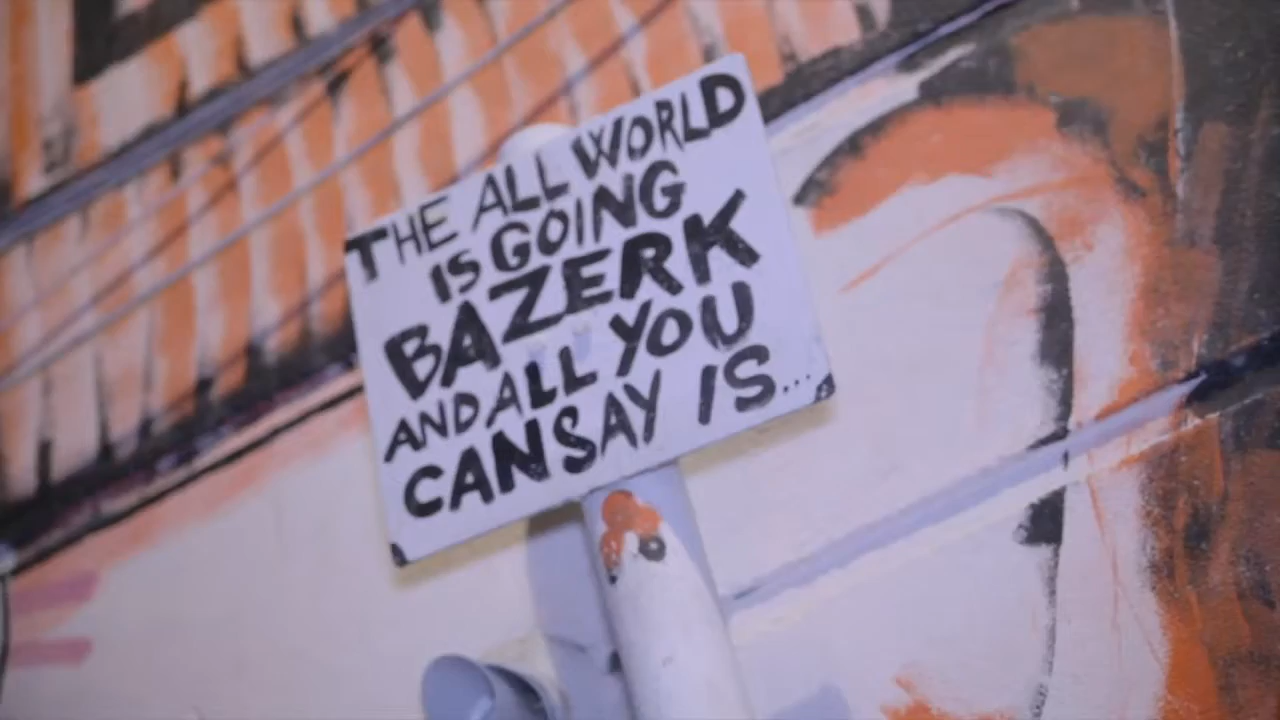 THE ALL WORLD
IS GOING
BAZERK
AND ALL YOU
CAN SAY IS...